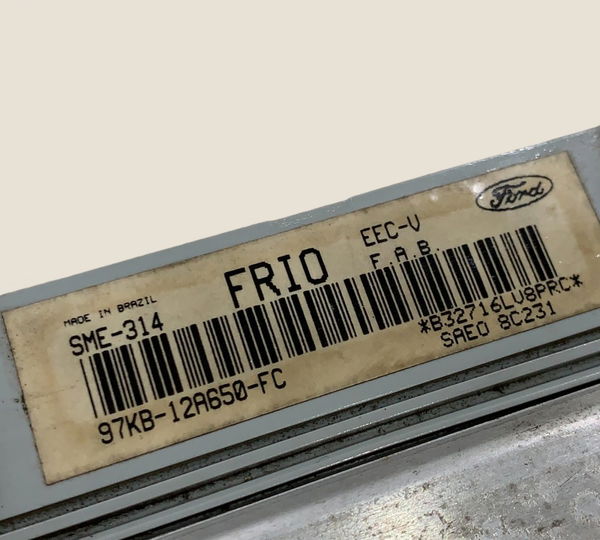 Ford
MADE IN BRAZIL
FRIO
EEC-V
F.A.B.
SME-314
*B32716LV8PRC*
SAEO 8C231
97KB-12A650-FC